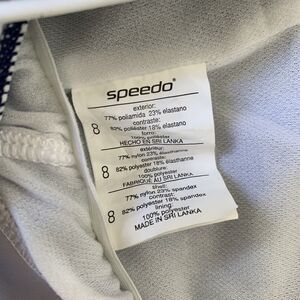 speedo
exterior:
77% poliamida 23% elastano
contraste:
8 82% poliéster 18% elastano
forro:
100% polyester
HECHO EN SRI LANKA
extérieur:
77% nylon 23% élasthanne
contraste:
8 82% polyester 18% élasthanne
doublure:
100% polyester
FABRIQUÉ AU SRI LANKA
shell:
77% nylon 23% spandex
contrast:
8 82% polyester 18% spandex
lining:
100% polyester
MADE IN SRI LANKA